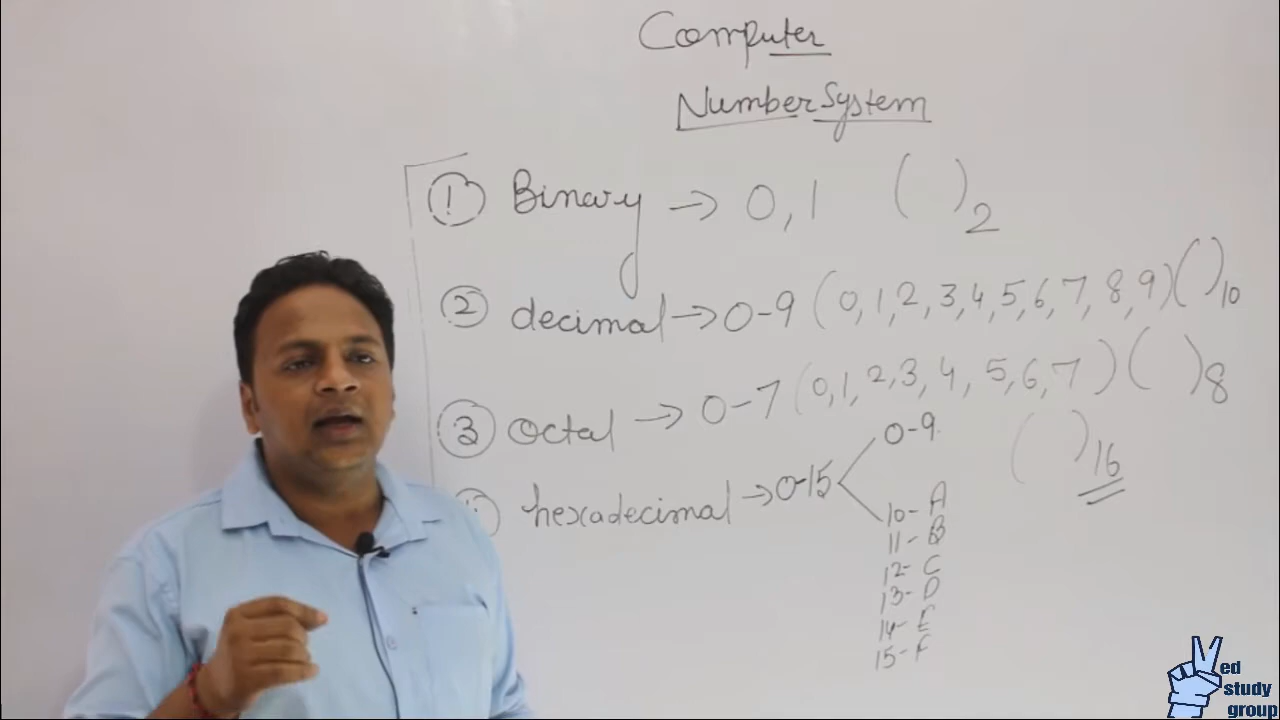 Computer
Number System
① Binary → 0, 1 ( )2
② decimal → 0-9 (0, 1, 2, 3, 4, 5, 6, 7, 8, 9) ( )10
③ Octal → 0-7 (0, 1, 2, 3, 4, 5, 6, 7) ( )8
④ hexadecimal → 0-15 ( )16
0-9
10- A
11- B
12- C
13- D
14- E
15- F
Ved
study
group